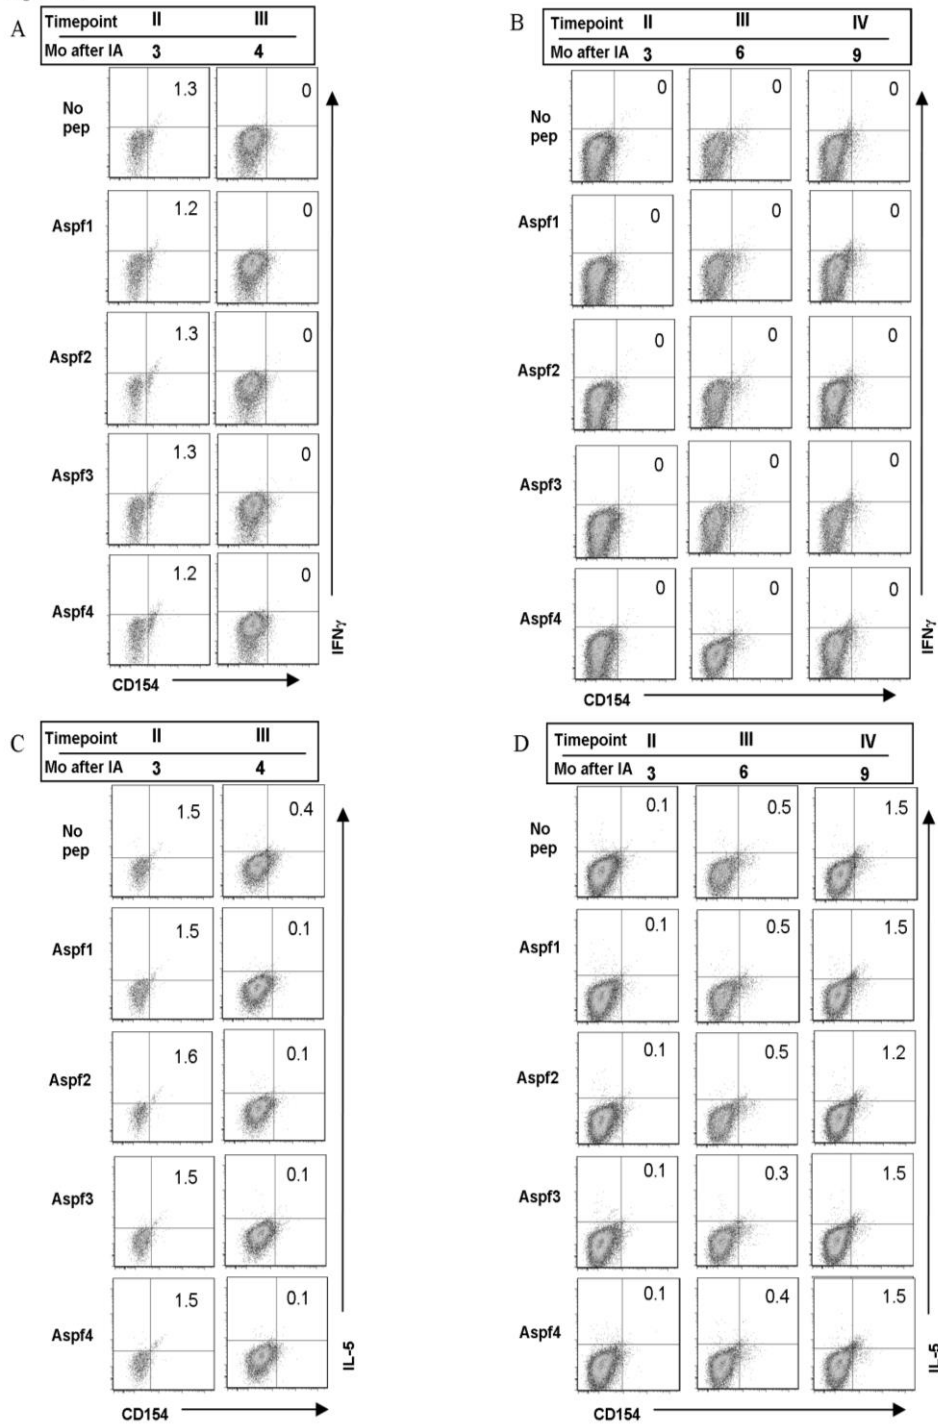 A
Timepoint II III
Mo after IA 3 4
No pep 1.3 0
Aspf1 1.2 0
Aspf2 1.3 0
Aspf3 1.3 0
Aspf4 1.2 0
IFNγ
CD154
B
Timepoint II III IV
Mo after IA 3 6 9
No pep 0 0 0
Aspf1 0 0 0
Aspf2 0 0 0
Aspf3 0 0 0
Aspf4 0 0 0
IFNγ
CD154
C
Timepoint II III
Mo after IA 3 4
No pep 1.5 0.4
Aspf1 1.5 0.1
Aspf2 1.6 0.1
Aspf3 1.5 0.1
Aspf4 1.5 0.1
IL-5
CD154
D
Timepoint II III IV
Mo after IA 3 6 9
No pep 0.1 0.5 1.5
Aspf1 0.1 0.5 1.5
Aspf2 0.1 0.5 1.2
Aspf3 0.1 0.3 1.5
Aspf4 0.1 0.4 1.5
IL-5
CD154